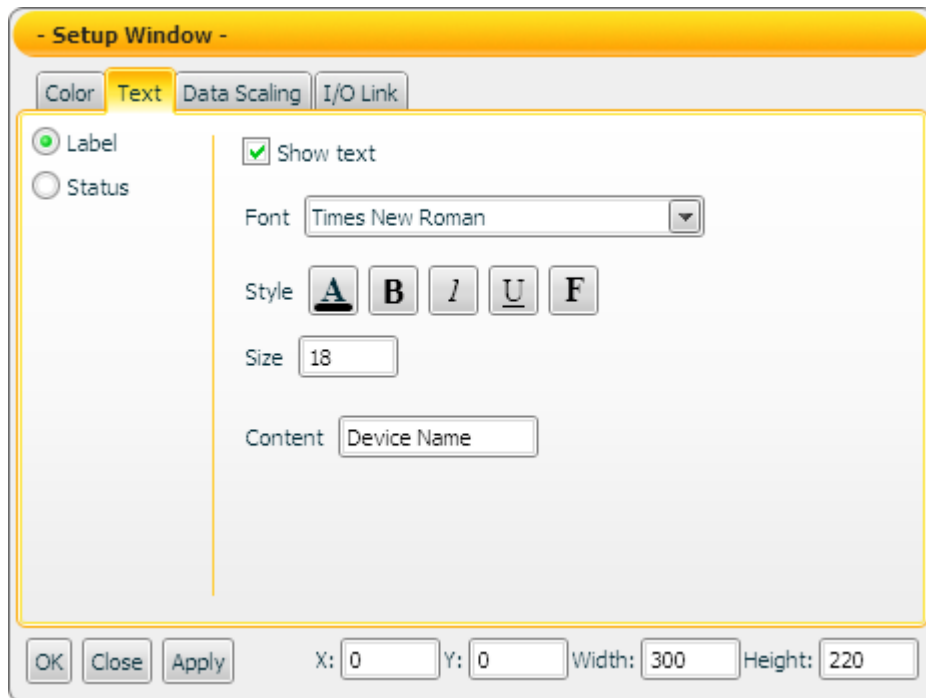 - Setup Window -
Color Text Data Scaling I/O Link
Label
Status
Show text
Font Times New Roman
Style A B I U F
Size 18
Content Device Name
OK Close Apply X: 0 Y: 0 Width: 300 Height: 220